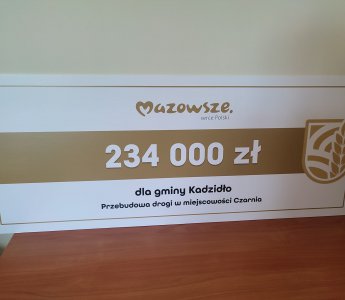 Mazowsze.
serce Polski
234 000 zł
dla gminy Kadzidło
Przebudowa drogi w miejscowości Czarnia